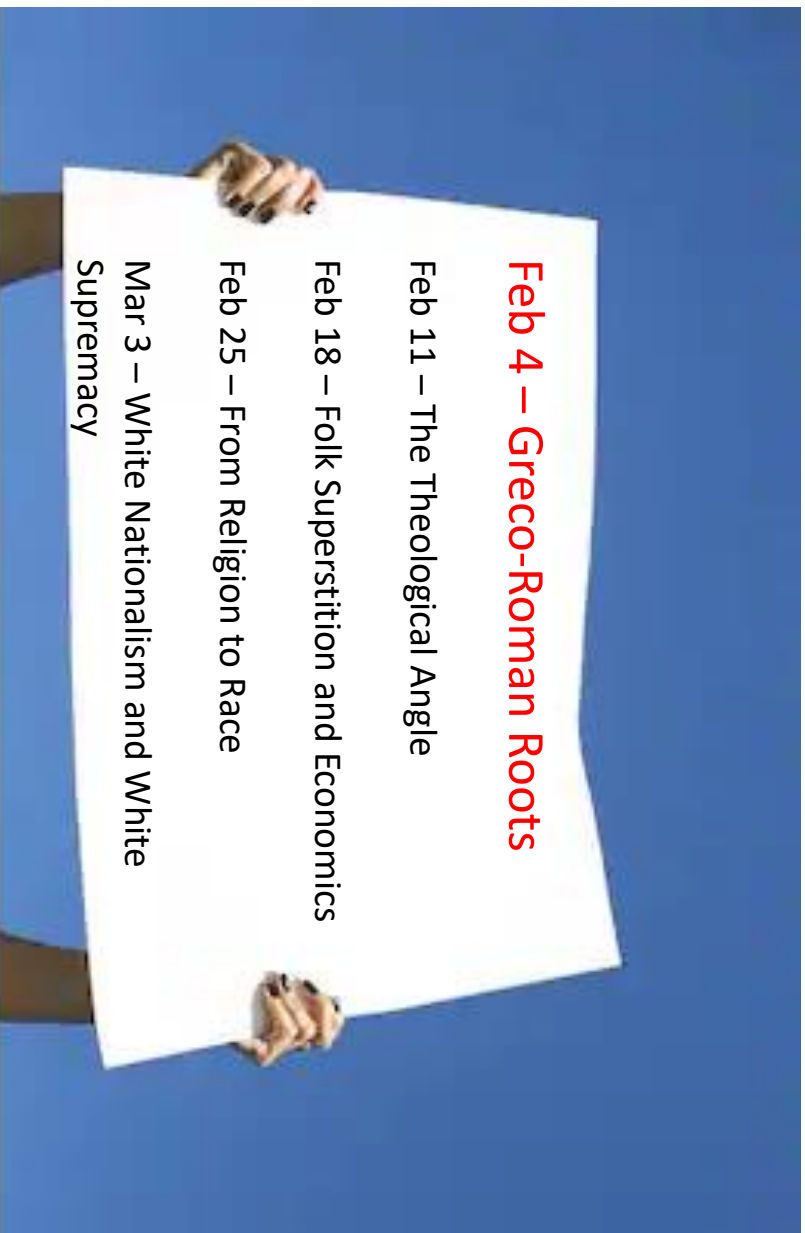 Feb 4 – Greco-Roman Roots
Feb 11 – The Theological Angle
Feb 18 – Folk Superstition and Economics
Feb 25 – From Religion to Race
Mar 3 – White Nationalism and White
Supremacy